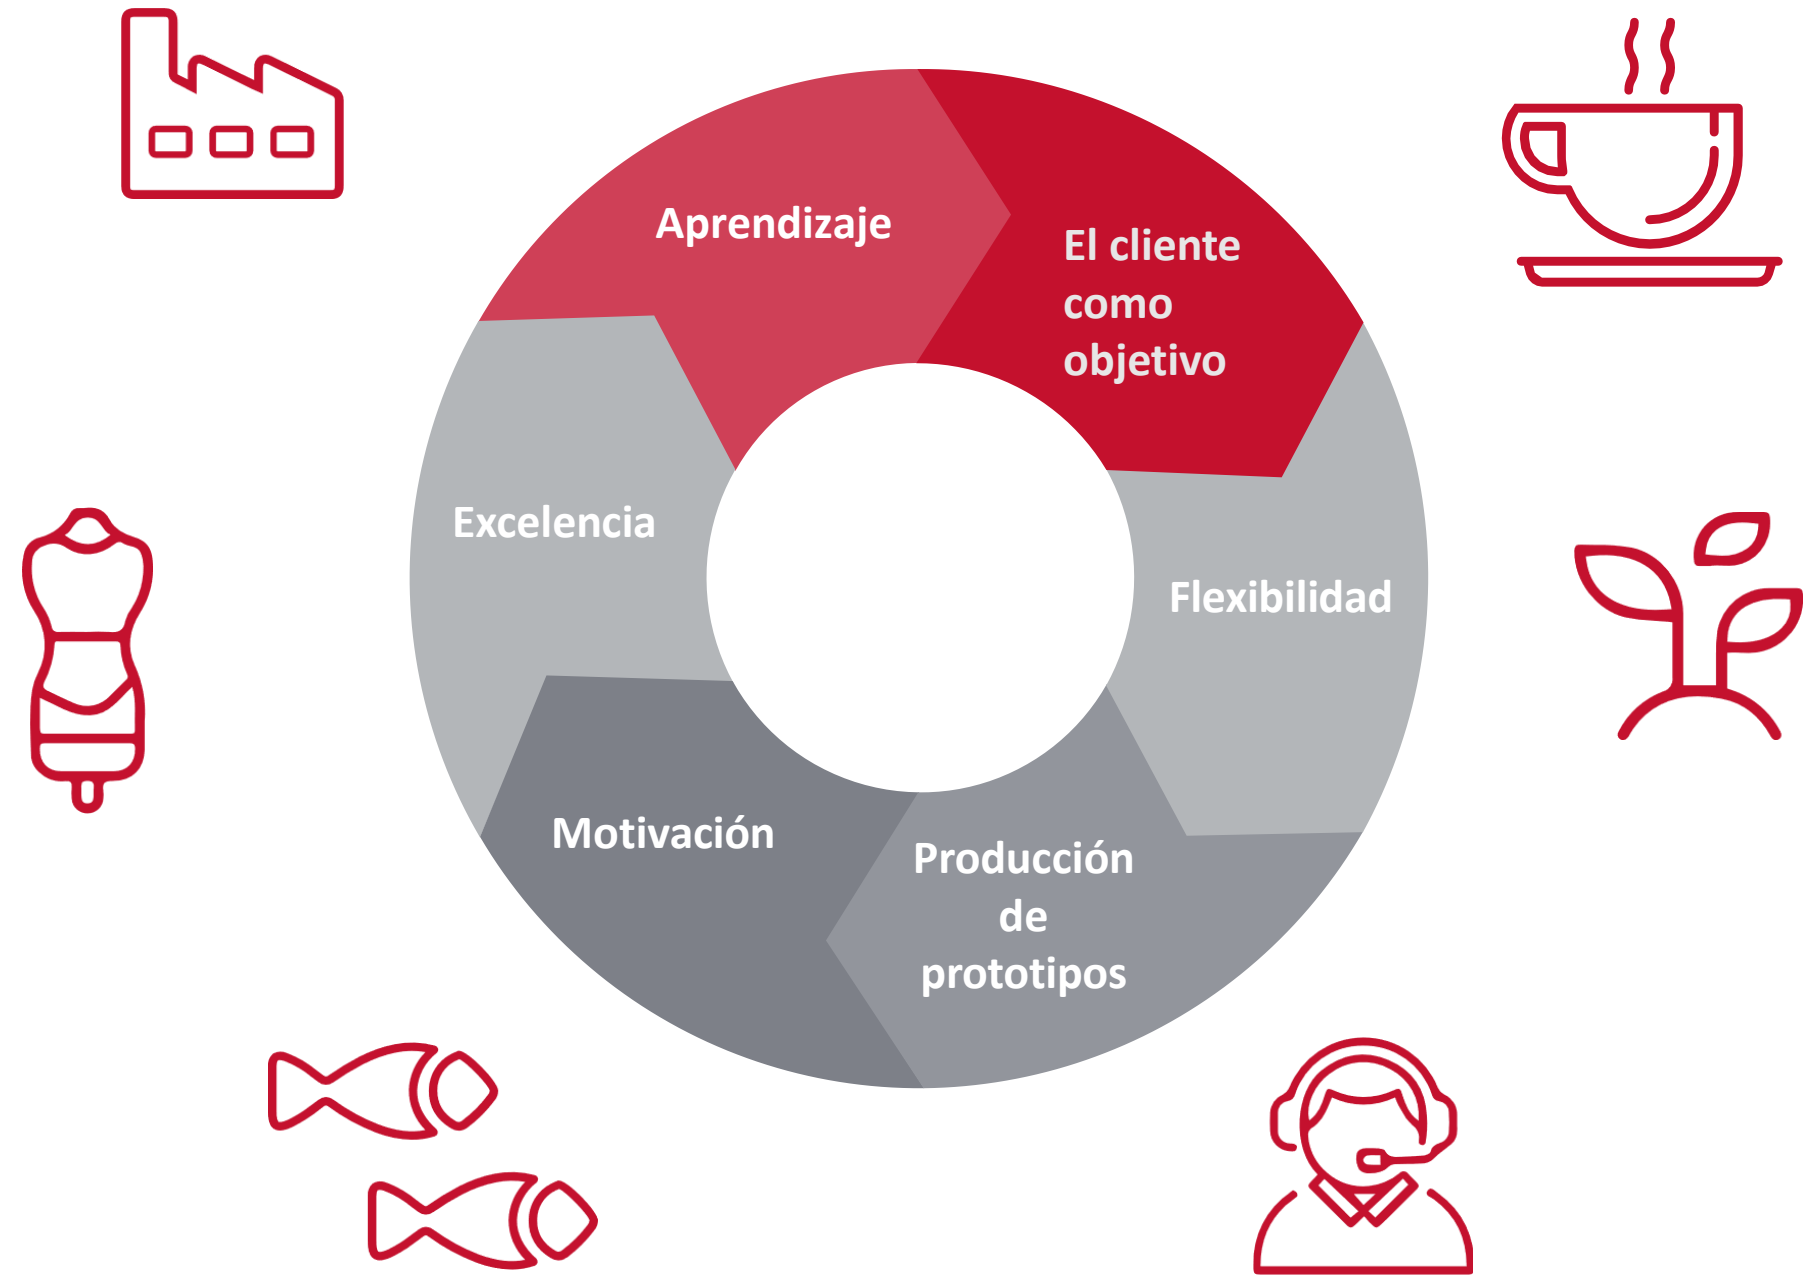 Aprendizaje
El cliente
como
objetivo
Excelencia
Flexibilidad
Motivación
Producción
de
prototipos